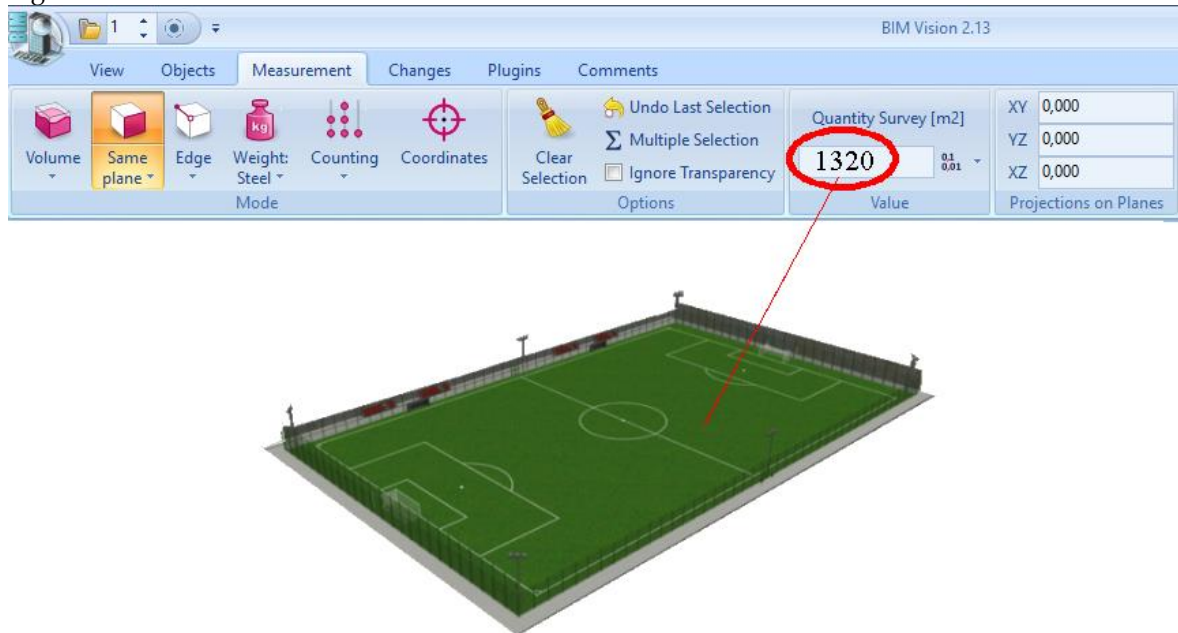 1
BIM Vision 2.13
View Objects Measurement Changes Plugins Comments
Volume
Same plane
Edge
Weight: Steel
Counting
Coordinates
Mode
Clear Selection
Undo Last Selection
Σ Multiple Selection
Ignore Transparency
Options
Quantity Survey [m2]
1320
0,1
0,01
Value
XY 0,000
YZ 0,000
XZ 0,000
Projections on Planes
kg